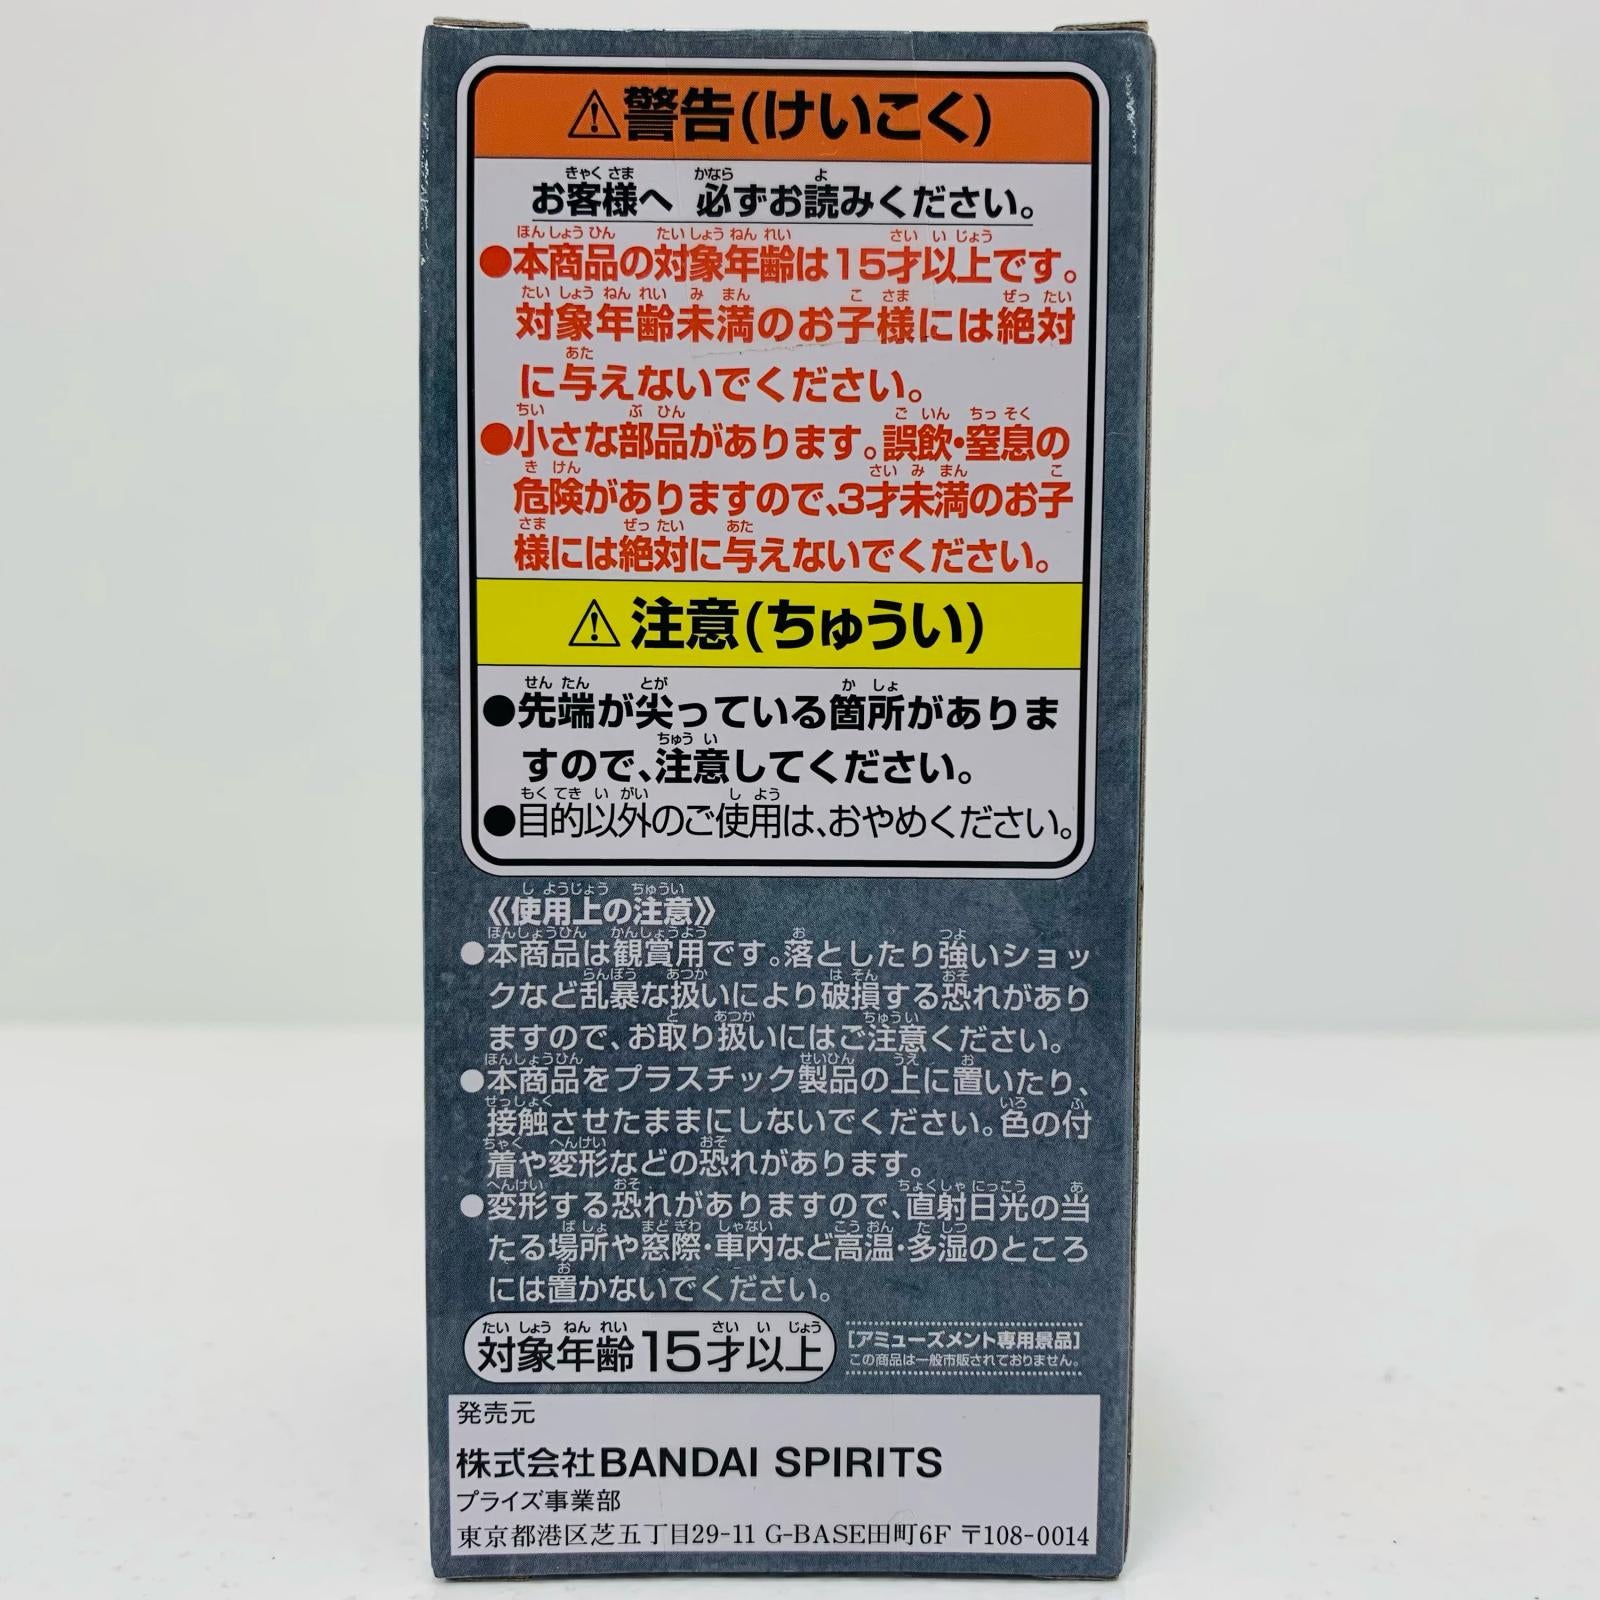 ⚠警告(けいこく)
お客様へ 必ずお読みください。
●本商品の対象年齢は15才以上です。
対象年齢未満のお子様には絶対
に与えないでください。
●小さな部品があります。誤飲・窒息の
危険がありますので、3才未満のお子
様には絶対に与えないでください。
⚠注意(ちゅうい)
●先端が尖っている箇所がありま
すので、注意してください。
●目的以外のご使用は、おやめください。
《使用上の注意》
●本商品は観賞用です。落としたり強いショッ
クなど乱暴な扱いにより破損する恐れがあり
ますので、お取り扱いにはご注意ください。
●本商品をプラスチック製品の上に置いたり、
接触させたままにしないでください。色の付
着や変形などの恐れがあります。
●変形する恐れがありますので、直射日光の当
たる場所や窓際・車内など高温・多湿のところ
には置かないでください。
対象年齢15才以上
[アミューズメント専用景品]
この商品は一般市販されておりません。
発売元
株式会社BANDAI SPIRITS
プライズ事業部
東京都港区芝五丁目29-11 G-BASE田町6F 〒108-0014